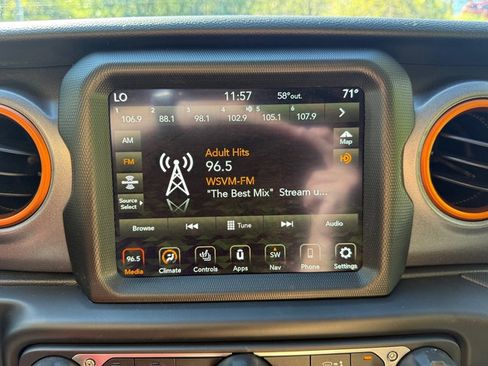 LO 11:57 58°out. 71°
1 2 3 4 5 6
106.9 88.1 98.1 102.9 105.1 107.9
AM
FM
Source
Select
Map
HD
Adult Hits
96.5
WSVM-FM
"The Best Mix" Stream u...
Browse Tune Audio
96.5 SW
Media Climate Controls Apps Nav Phone Settings